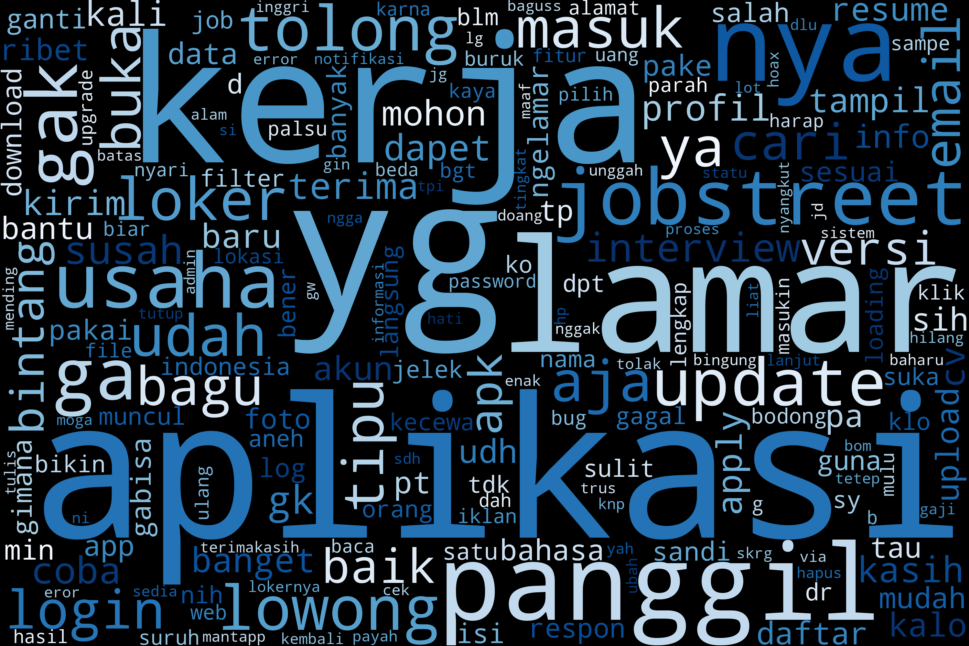 ganti kali job inggri karna baguss alamat salah resume
ribet data tolong blm masuk nya dlu sampe
error notifikasi lg buruk fitur uang hoax
download gak upgrade buka kerja jg kaya maaf pilih pake parah lot tampil email
d mohon profil harap
alam si palsu banyak ngelamar ya cari info
batas nyari filter gin beda dapet bgt tingkat unggah statu sesuai
kirim loker terima tpi doang tp jobstreet nyangkut jd
bantu biar baru ngga yg proses sistem
susah lokasi interview versi
mending bintang usaha admin bener gw informasi langsung password ko dpt lamar hp lengkap liat masukin loading klik
pakai tutup udah hati nggak sih
file hilang
indonesia akun jelek apk nama tolak bingung lanjut baharu
ga bagu tipu enak aja update suka cv
moga muncul foto kecewa bug gagal bodong pa klo upload
aplikasi
gimana tulis bikin gabisa aneh log udh sulit apply guna bom
ulang sdh pt tdk trus tetep mulu
ni gk orang iklan dah knp g sy b gaji
min app terimakasih baca satu bahasa yah sandi skrg via tau
coba banget baik panggil hapus kasih
eror sedia nih lokernya cek ubah dr mudah
login web lowong
hasil suruh mantapp kembali payah isi respon daftar kalo